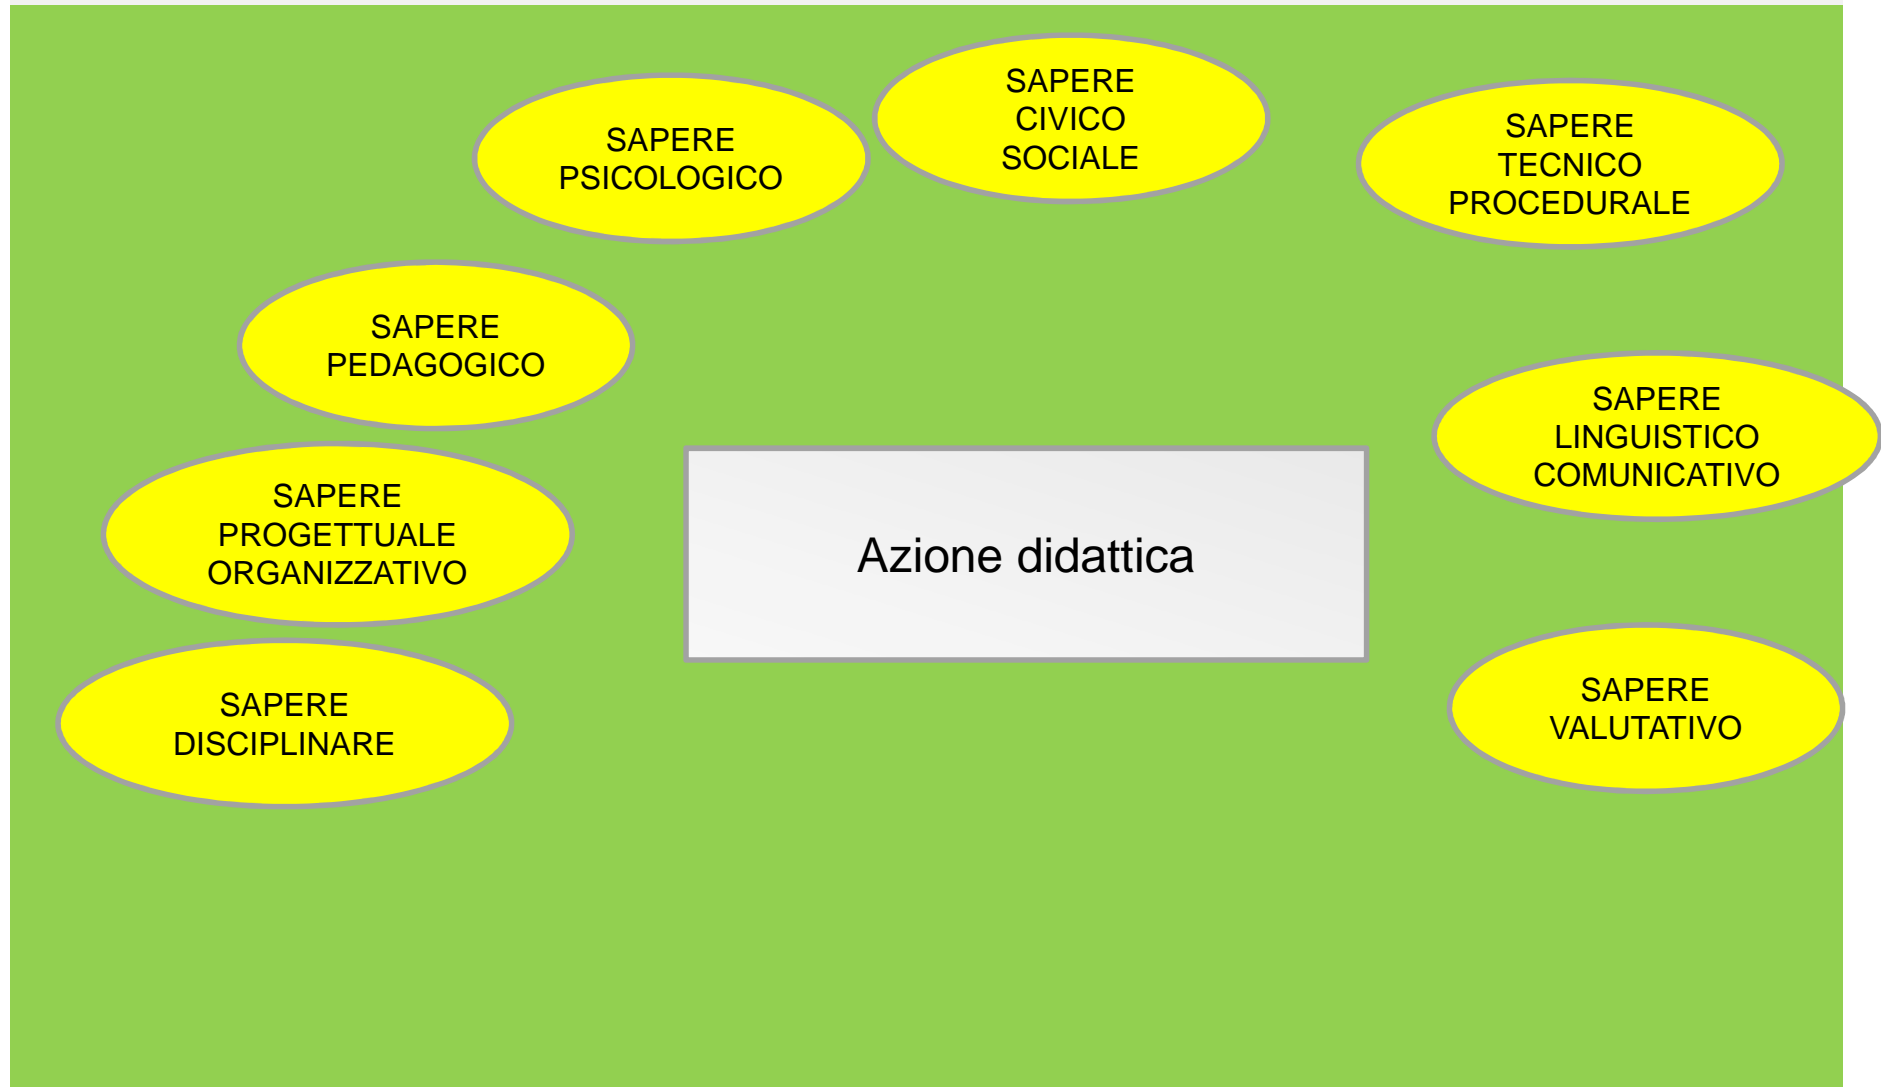 SAPERE
CIVICO
SOCIALE
SAPERE
PSICOLOGICO
SAPERE
TECNICO
PROCEDURALE
SAPERE
PEDAGOGICO
SAPERE
LINGUISTICO
COMUNICATIVO
SAPERE
PROGETTUALE
ORGANIZZATIVO
Azione didattica
SAPERE
DISCIPLINARE
SAPERE
VALUTATIVO